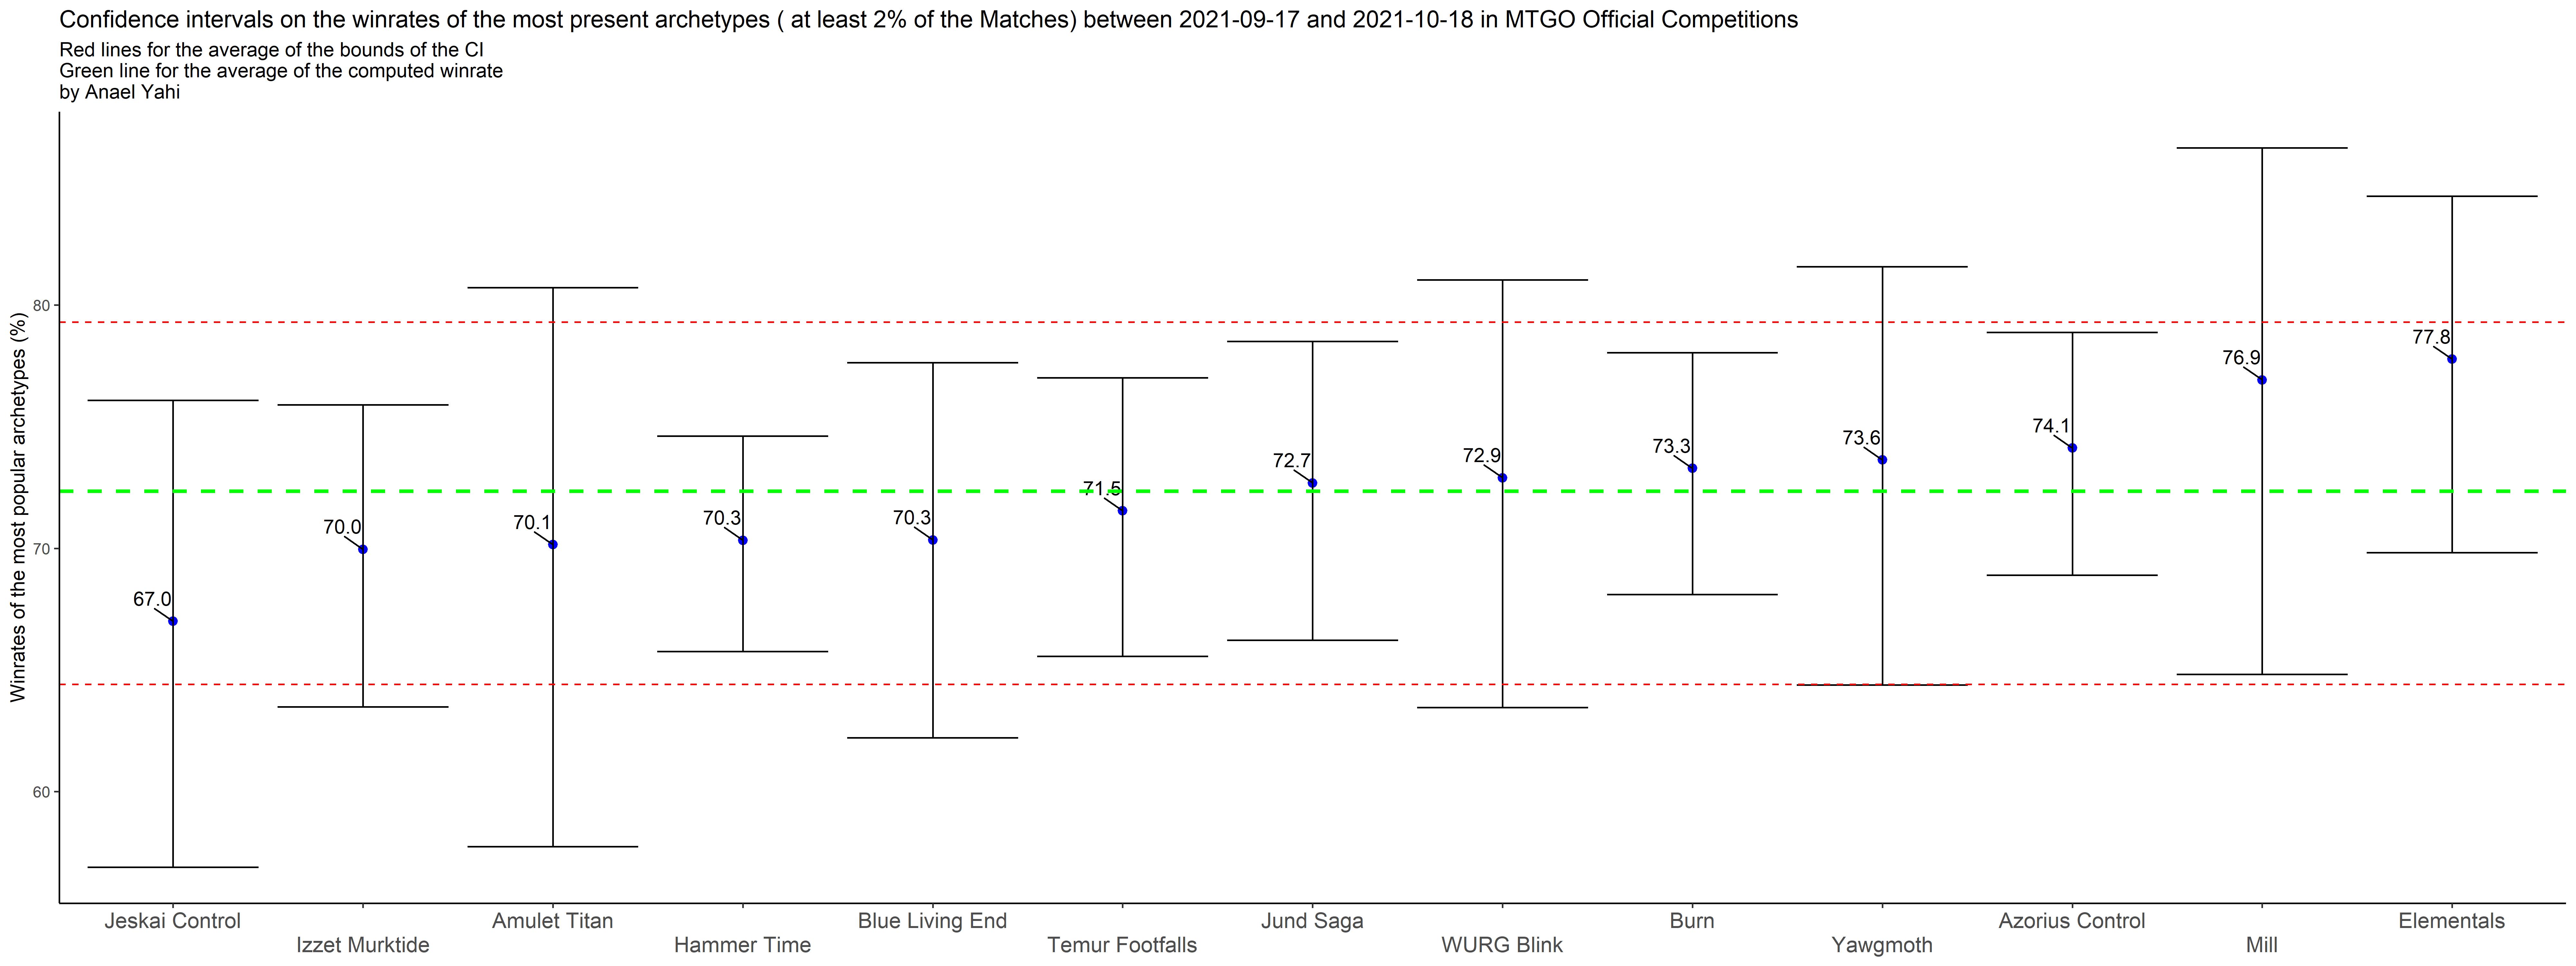 Confidence intervals on the winrates of the most present archetypes ( at least 2% of the Matches) between 2021-09-17 and 2021-10-18 in MTGO Official Competitions
Red lines for the average of the bounds of the CI
Green line for the average of the computed winrate
by Anael Yahi
Winrates of the most popular archetypes (%)
80
70
60
67.0
70.0
70.1
70.3
70.3
71.5
72.7
72.9
73.3
73.6
74.1
76.9
77.8
Jeskai Control
Izzet Murktide
Amulet Titan
Hammer Time
Blue Living End
Temur Footfalls
Jund Saga
WURG Blink
Burn
Yawgmoth
Azorius Control
Mill
Elementals